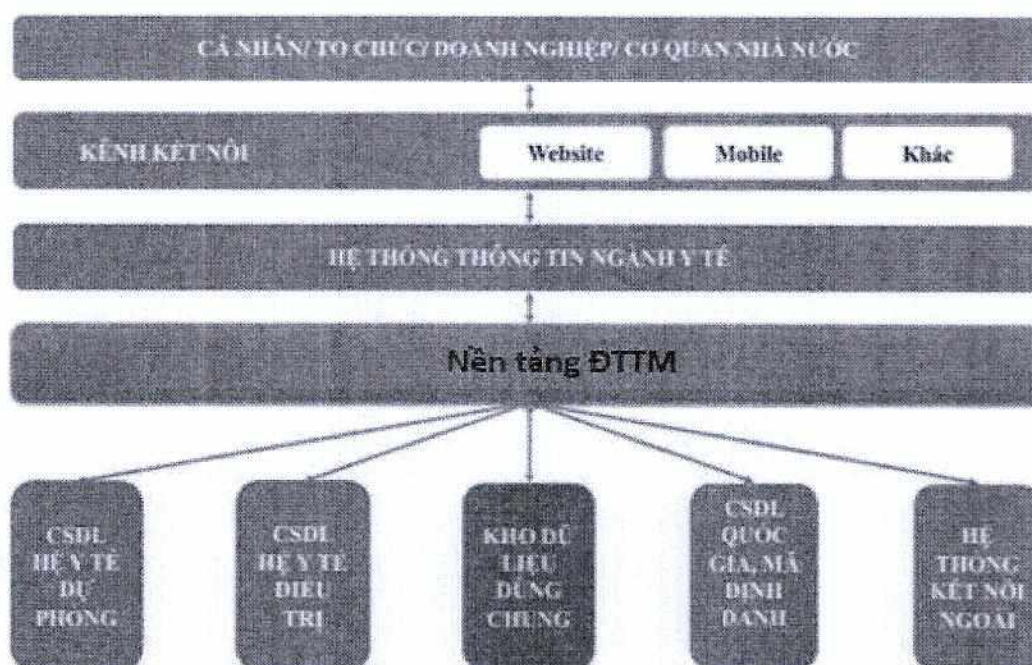 CÁ NHÂN/ TO CHỨC/ DOANH NGHIỆP/ CƠ QUAN NHÀ NƯỚC
KÊNH KẾT NỐI
Website
Mobile
Khác
HỆ THỐNG THÔNG TIN NGÀNH Y TẾ
Nền tảng ĐTTM
CSDL
HỆ Y TẾ
DỰ
PHÒNG
CSDL
HỆ Y TẾ
ĐIỀU
TRỊ
KHO DỮ
LIỆU
DÙNG
CHUNG
CSDL
QUỐC
GIA, MÃ
ĐỊNH
DANH
HỆ
THỐNG
KẾT NỐI
NGOÀI